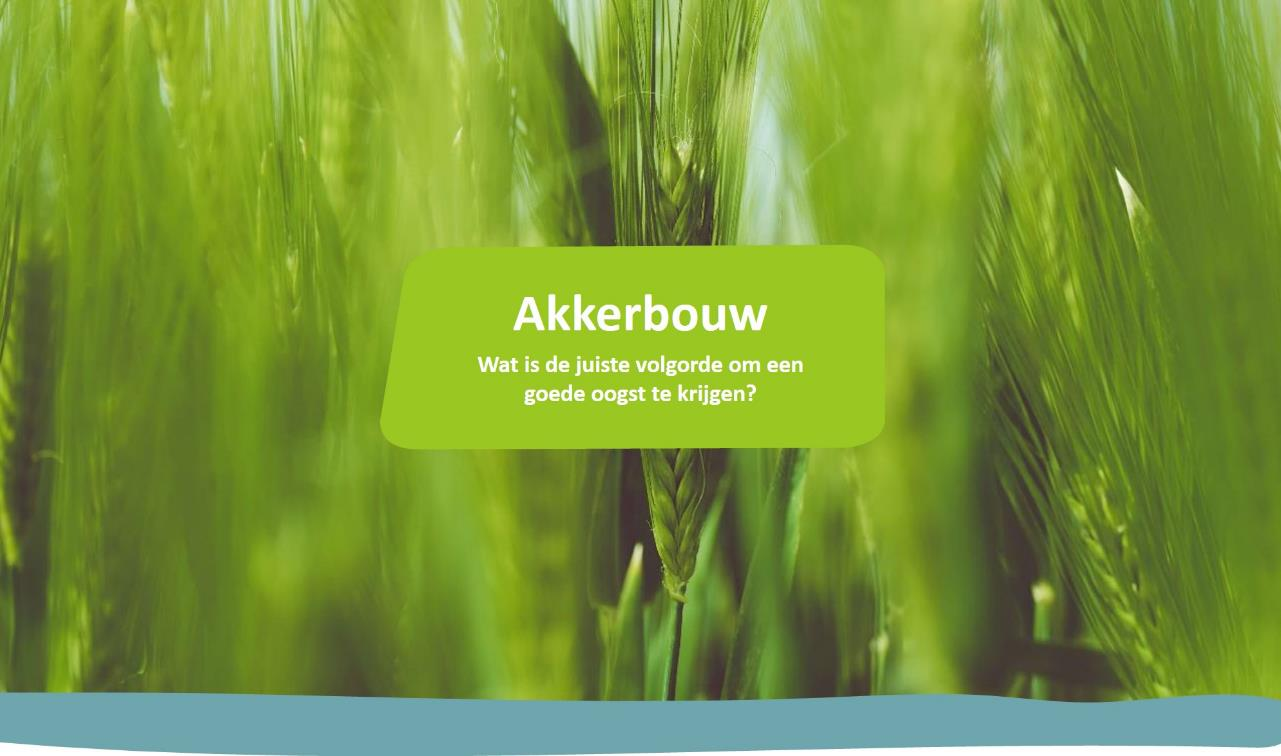 Akkerbouw
Wat is de juiste volgorde om een
goede oogst te krijgen?